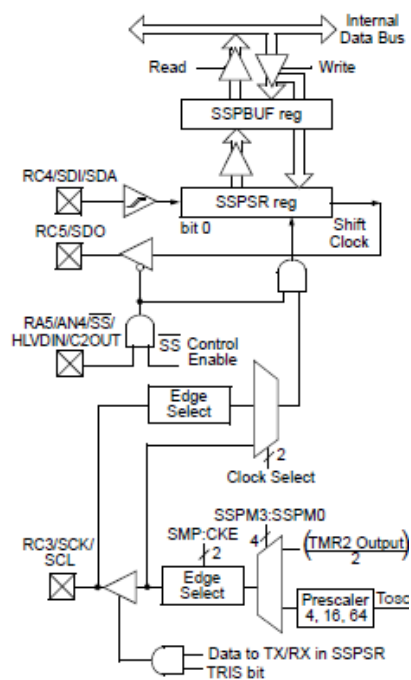 Internal
Data Bus
Read
Write
SSPBUF reg
RC4/SDI/SDA
SSPSR reg
bit 0
Shift
Clock
RC5/SDO
RA5/AN4/SS/
HLVDIN/C2OUT
SS Control
Enable
Edge
Select
2
Clock Select
SSPM3:SSPM0
SMP:CKE
4
(TMR2 Output)
2
2
Edge
Select
RC3/SCK/
SCL
Prescaler
4, 16, 64
TOSC
Data to TX/RX in SSPSR
TRIS bit